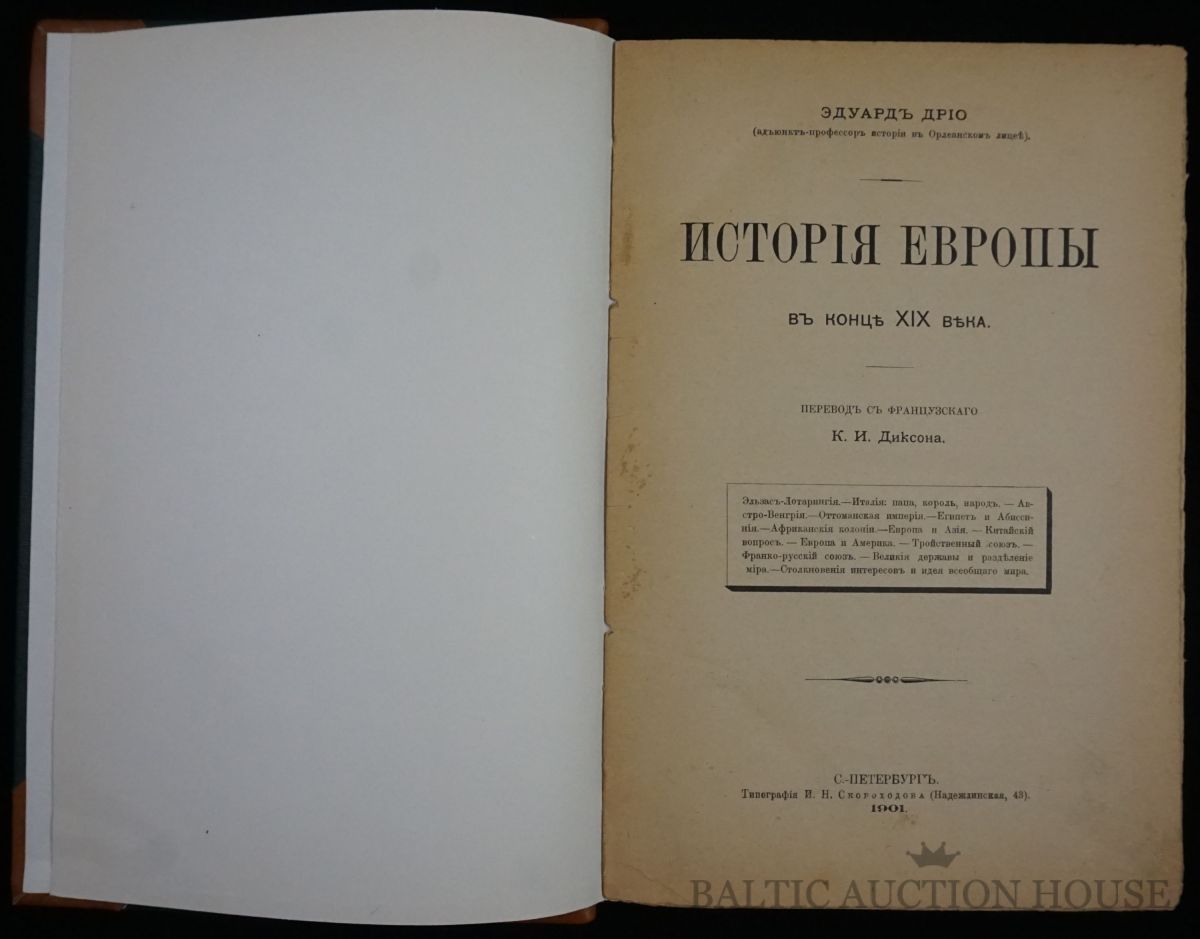 ЭДУАРДЪ ДРІО
(адъюнктъ-профессоръ исторіи въ Орлеанскомъ лицеѣ).
ИСТОРІЯ ЕВРОПЫ
ВЪ КОНЦѢ XIX ВѢКА.
ПЕРЕВОДЪ СЪ ФРАНЦУЗСКАГО
К. И. Диксона.
Эльзасъ-Лотарингія.—Италія: папа, король, народъ. — Ав-
стро-Венгрія.—Оттоманская имперія.—Египетъ и Абисси-
нія.—Африканскія колоніи.—Европа и Азія. — Китайскій
вопросъ. — Европа и Америка. — Тройственный союзъ. —
Франко-русскій союзъ. — Великія державы и раздѣленіе
міра.—Столкновенія интересовъ и идея всеобщаго мира.
С.-ПЕТЕРБУРГЪ.
Типографія И. Н. Скороходова (Надежлинская, 43).
1901.
BALTIC AUCTION HOUSE